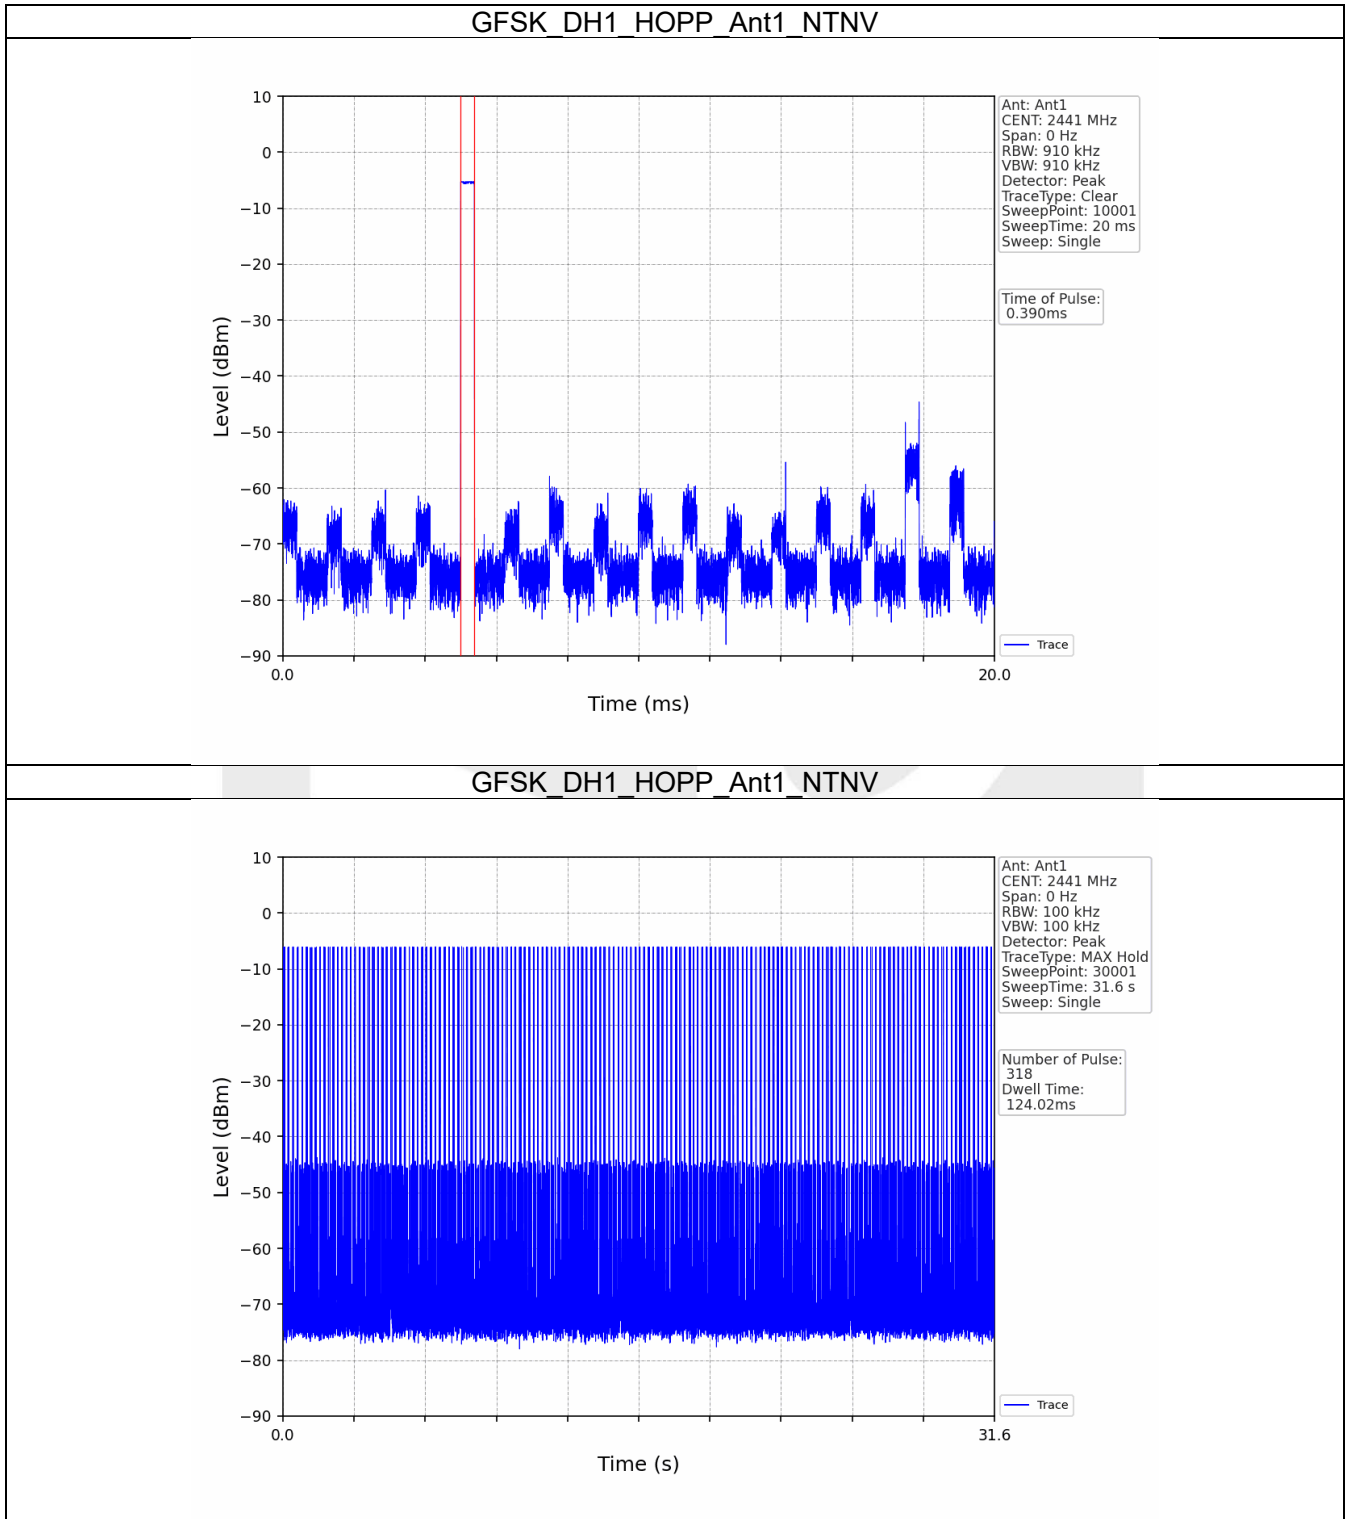 GFSK_DH1_HOPP_Ant1_NTNV
10
0
−10
−20
−30
−40
−50
−60
−70
−80
−90
Level (dBm)
0.0
20.0
Time (ms)
Ant: Ant1
CENT: 2441 MHz
Span: 0 Hz
RBW: 910 kHz
VBW: 910 kHz
Detector: Peak
TraceType: Clear
SweepPoint: 10001
SweepTime: 20 ms
Sweep: Single
Time of Pulse:
0.390ms
Trace
GFSK_DH1_HOPP_Ant1_NTNV
10
0
−10
−20
−30
−40
−50
−60
−70
−80
−90
Level (dBm)
0.0
31.6
Time (s)
Ant: Ant1
CENT: 2441 MHz
Span: 0 Hz
RBW: 100 kHz
VBW: 100 kHz
Detector: Peak
TraceType: MAX Hold
SweepPoint: 30001
SweepTime: 31.6 s
Sweep: Single
Number of Pulse:
318
Dwell Time:
124.02ms
Trace